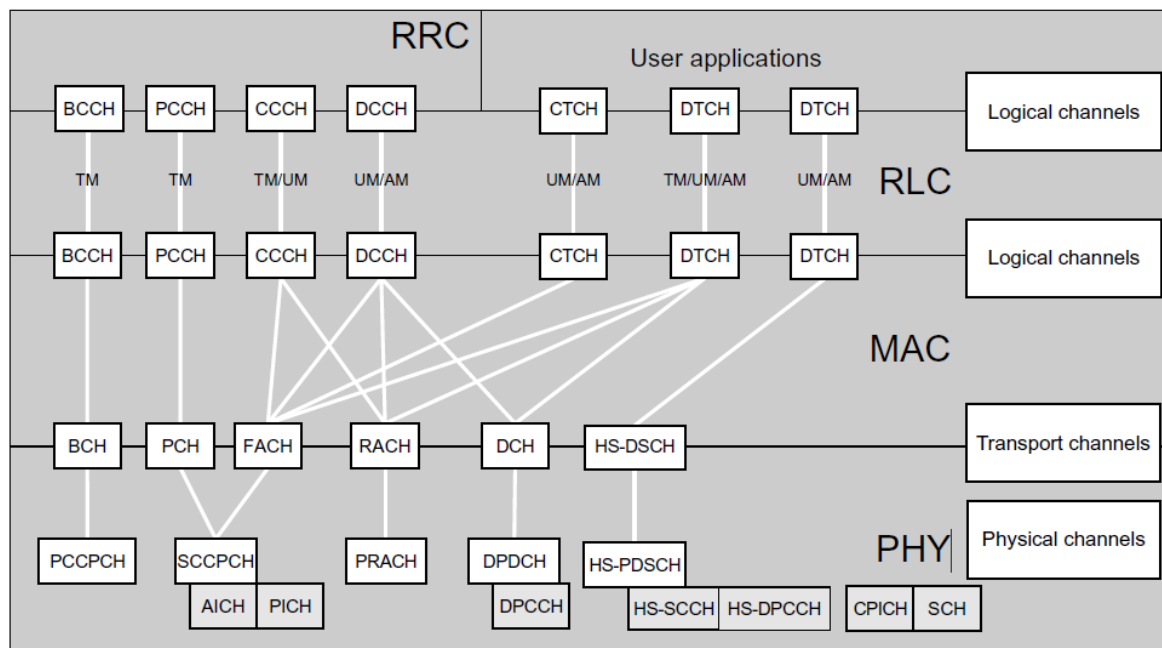 RRC
User applications
BCCH PCCH CCCH DCCH CTCH DTCH DTCH Logical channels
TM TM TM/UM UM/AM UM/AM TM/UM/AM UM/AM RLC
BCCH PCCH CCCH DCCH CTCH DTCH DTCH Logical channels
MAC
BCH PCH FACH RACH DCH HS-DSCH Transport channels
PCCPCH SCCPCH PRACH DPDCH HS-PDSCH PHY Physical channels
AICH PICH DPCCH HS-SCCH HS-DPCCH CPICH SCH